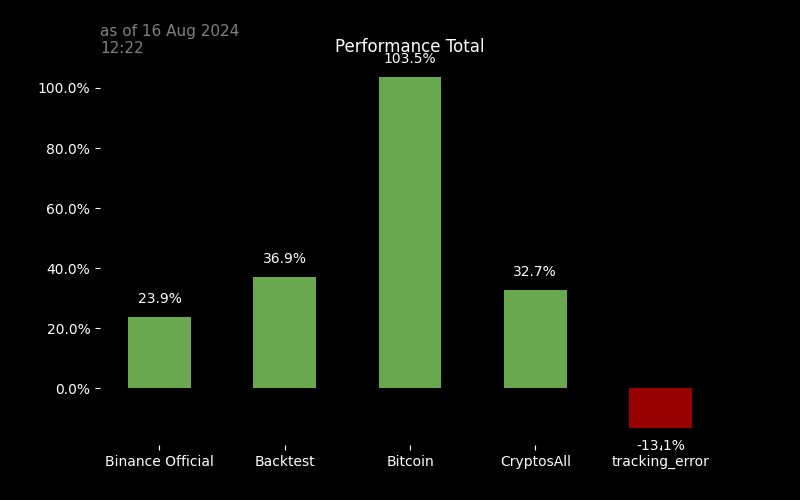 as of 16 Aug 2024
12:22
Performance Total
103.5%
100.0%
80.0%
60.0%
40.0%
20.0%
0.0%
23.9%
36.9%
32.7%
-13.1%
Binance Official
Backtest
Bitcoin
CryptosAll
tracking_error